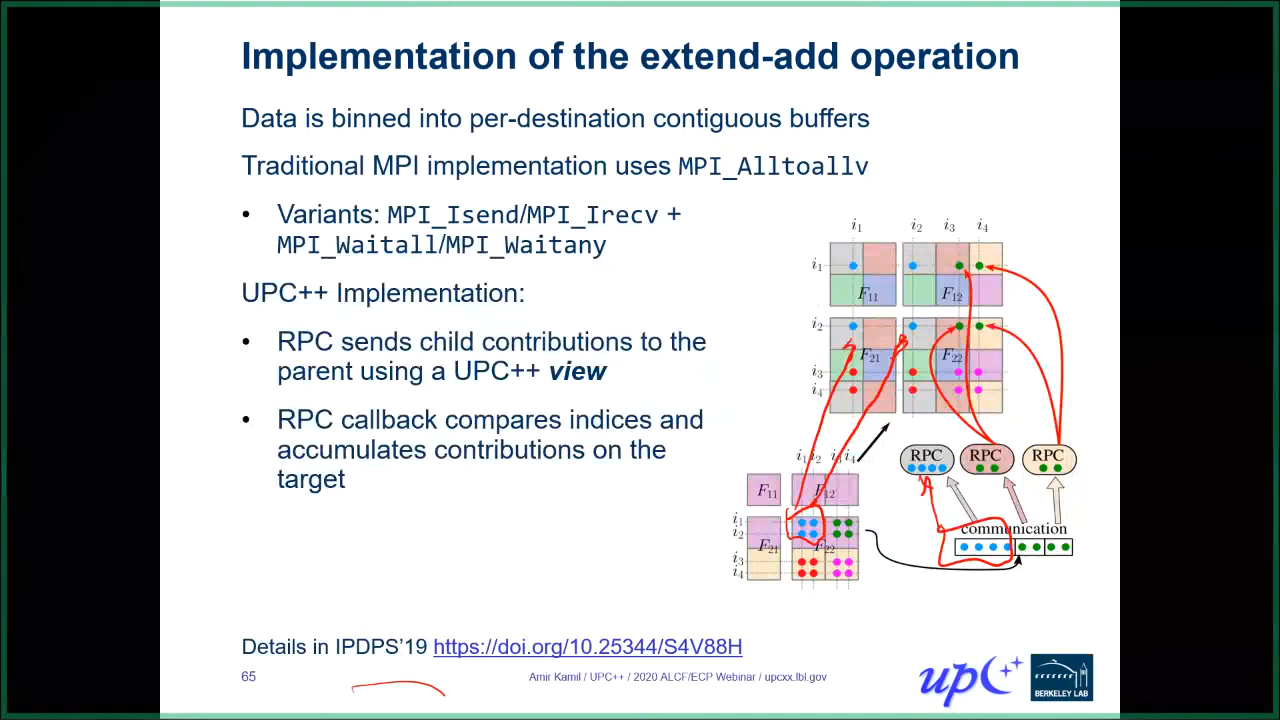 Implementation of the extend-add operation
Data is binned into per-destination contiguous buffers
Traditional MPI implementation uses MPI_Alltoallv
• Variants: MPI_Isend/MPI_Irecv +
MPI_Waitall/MPI_Waitany
UPC++ Implementation:
• RPC sends child contributions to the
parent using a UPC++ view
• RPC callback compares indices and
accumulates contributions on the
target
i1 i2 i3 i4
i1
F11 F12
i2
F21 F22
i3
i4
RPC RPC RPC
i1 i2 i3 i4
F11 F12
i1
i2
F21 F22
i3
i4
communication
Details in IPDPS'19 https://doi.org/10.25344/S4V88H
65
Amir Kamil / UPC++ / 2020 ALCF/ECP Webinar / upcxx.lbl.gov
upC++
BERKELEY LAB